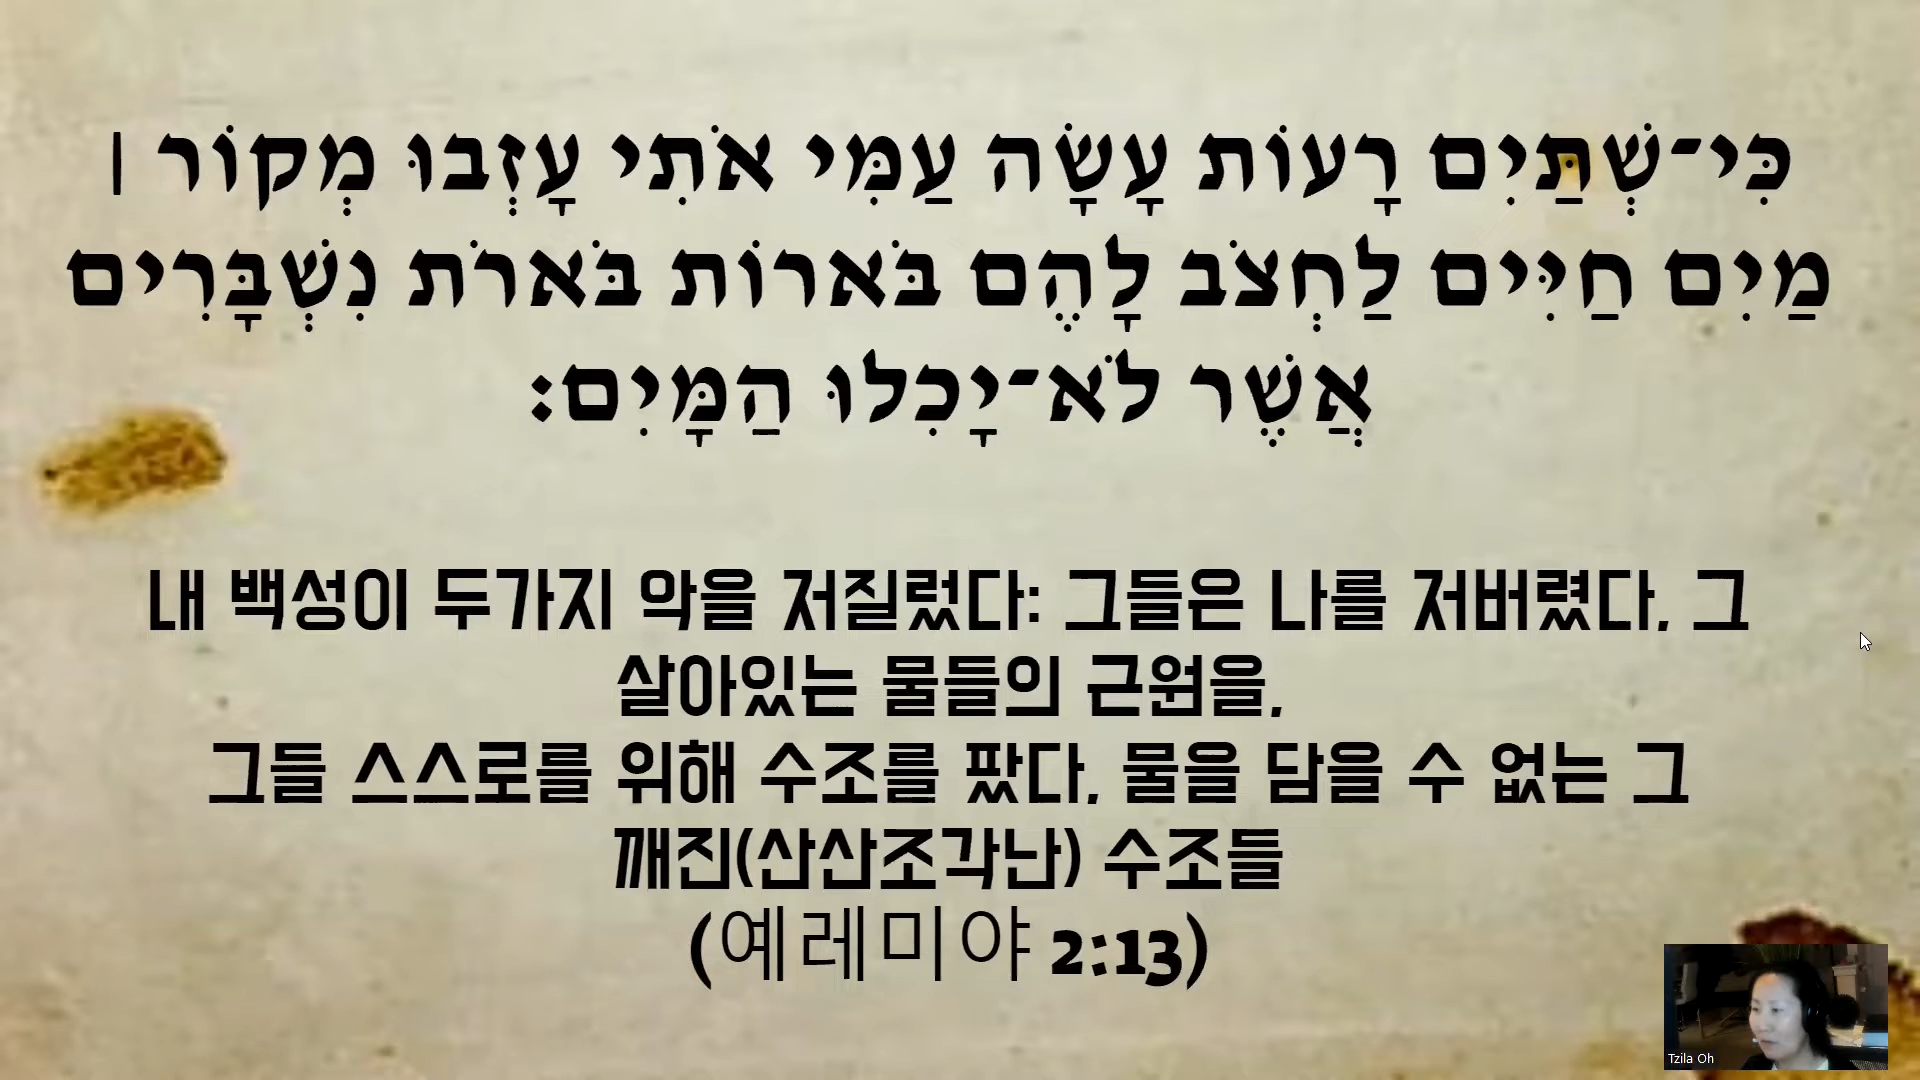 כִּי־שְׁתַּיִם רָעוֹת עָשָׂה עַמִּי אֹתִי עָזְבוּ מְקוֹר ׀
מַיִם חַיִּים לַחְצֹב לָהֶם בֹּארוֹת בֹּארֹת נִשְׁבָּרִים
אֲשֶׁר לֹא־יָכִלוּ הַמָּיִם׃
내 백성이 두가지 악을 저질렀다: 그들은 나를 저버렸다, 그
살아있는 물들의 근원을,
그들 스스로를 위해 수조를 팠다, 물을 담을 수 없는 그
깨진(산산조각난) 수조들
(예레미야 2:13)
Tzila Oh